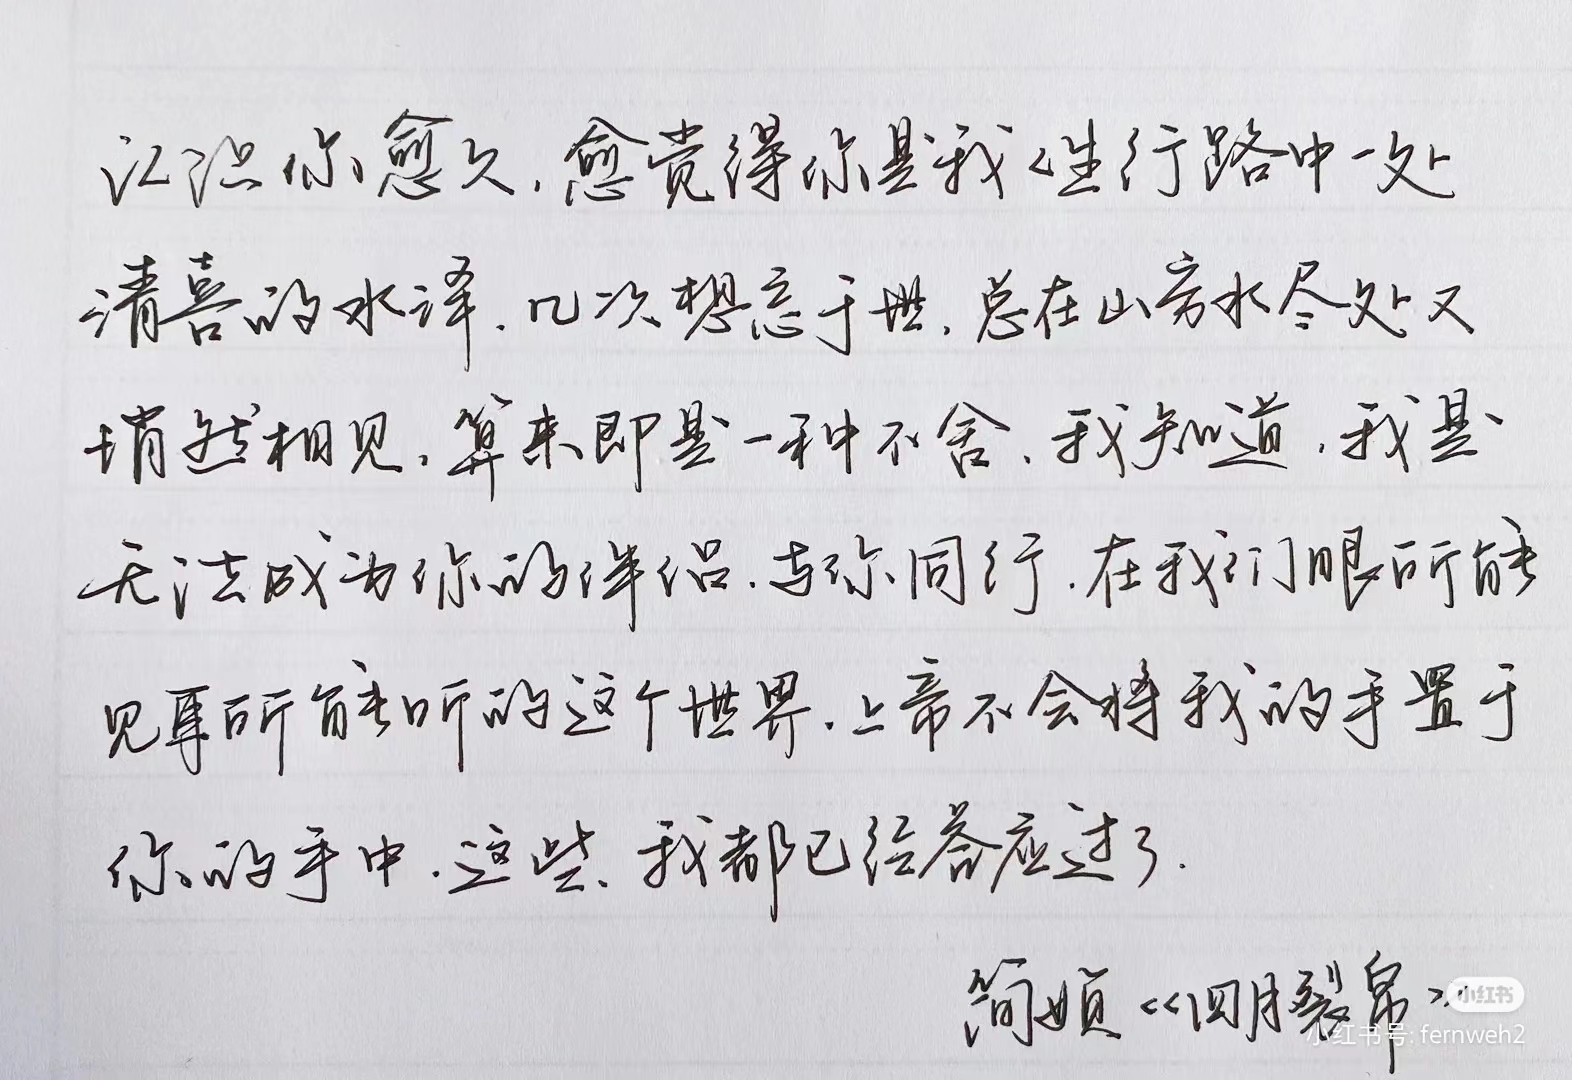 认识你愈久,愈觉得你是我人生行路中一处
清喜的水泽.几次想忘于世,总在山穷水尽处又
悄然相见,算来即是一种不舍.我知道,我是
无法成为你的伴侣.与你同行.在我们眼所能
见耳所能听的这个世界.上帝不会将我的手置于
你的手中.这些、我都已经答应过了.
简媜《四月裂帛》
小红书
小红书号: fernweh2